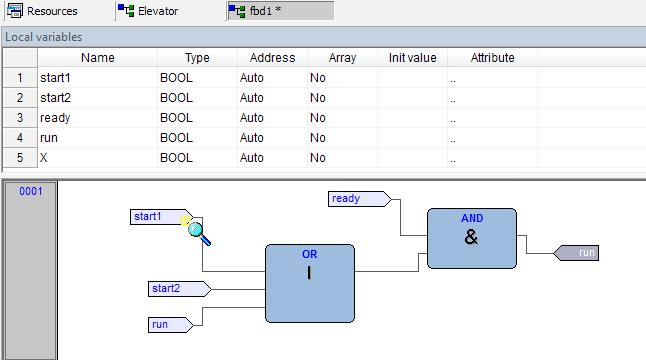 Resources Elevator fbd1 *
Local variables
Name Type Address Array Init value Attribute
1 start1 BOOL Auto No ..
2 start2 BOOL Auto No ..
3 ready BOOL Auto No ..
4 run BOOL Auto No ..
5 X BOOL Auto No ..
0001
ready
start1
AND
&
OR
run
I
start2
run